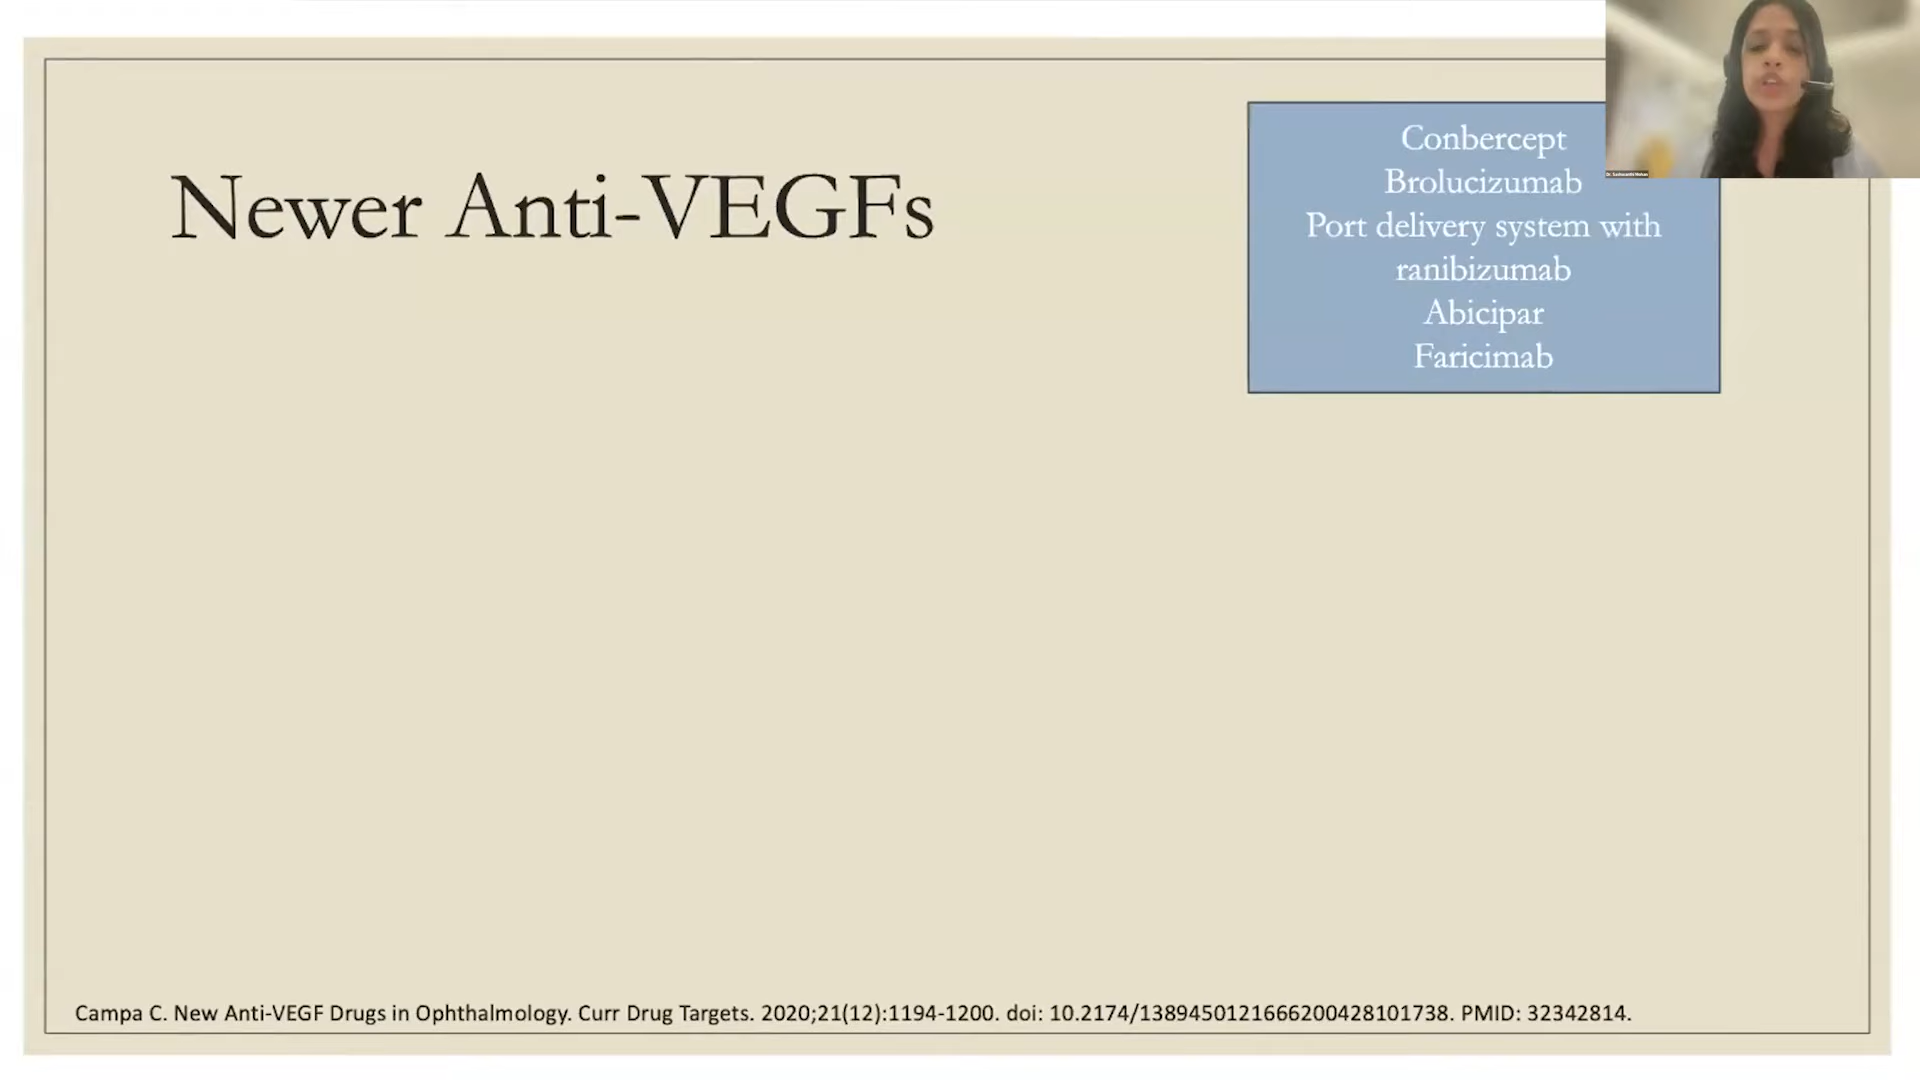 Newer Anti-VEGFs
Conbercept
Brolucizumab
Port delivery system with
ranibizumab
Abicipar
Faricimab
Campa C. New Anti-VEGF Drugs in Ophthalmology. Curr Drug Targets. 2020;21(12):1194-1200. doi: 10.2174/1389450121666200428101738. PMID: 32342814.